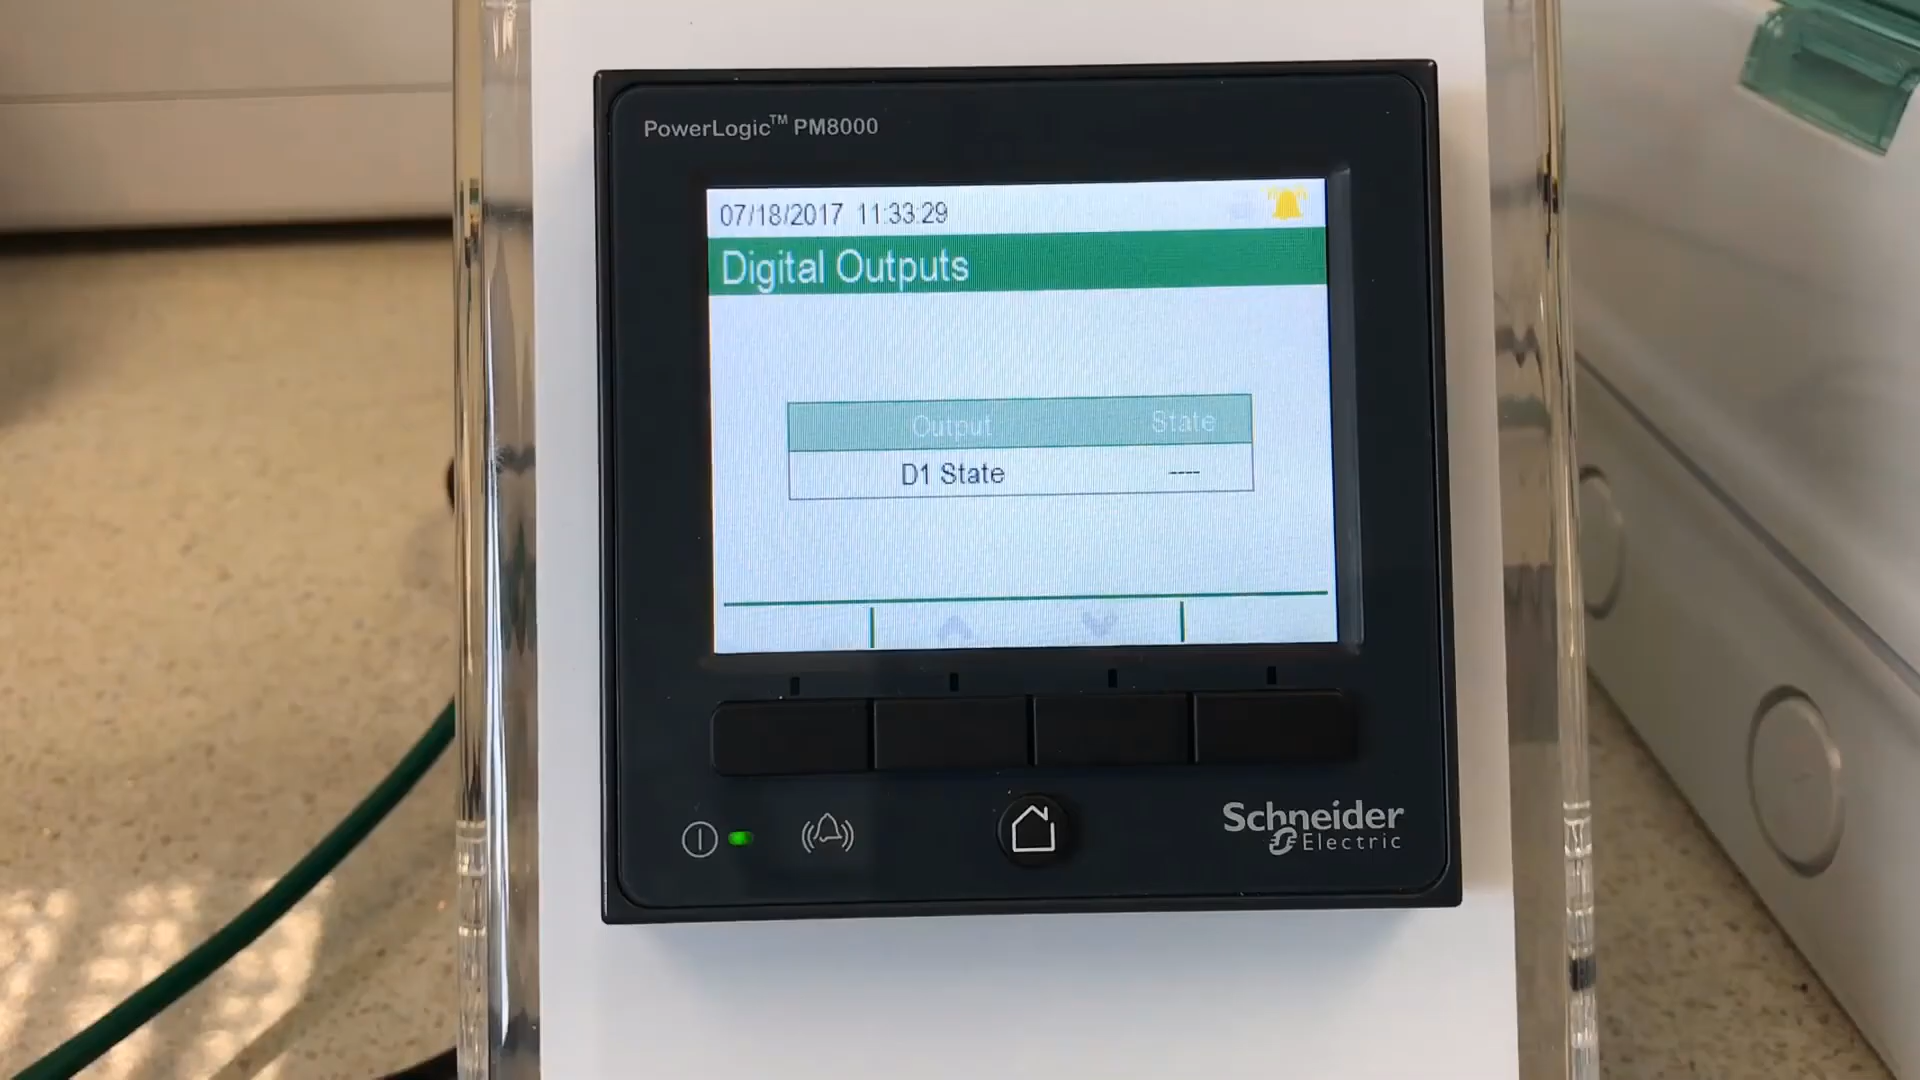 PowerLogic™ PM8000
07/18/2017 11:33:29
Digital Outputs
Output State
D1 State ----
Schneider
Electric